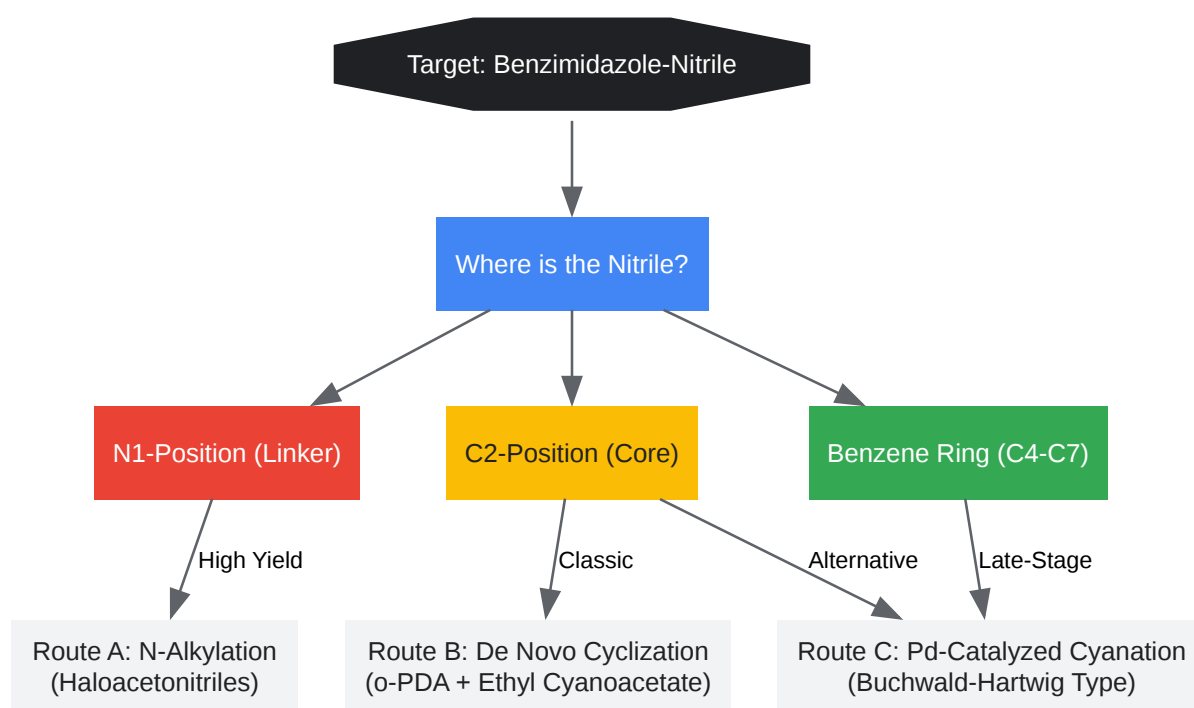 Target: Benzimidazole-Nitrile
Where is the Nitrile?
N1-Position (Linker)
C2-Position (Core)
Benzene Ring (C4-C7)
High Yield
Classic
Alternative
Late-Stage
Route A: N-Alkylation
(Haloacetonitriles)
Route B: De Novo Cyclization
(o-PDA + Ethyl Cyanoacetate)
Route C: Pd-Catalyzed Cyanation
(Buchwald-Hartwig Type)